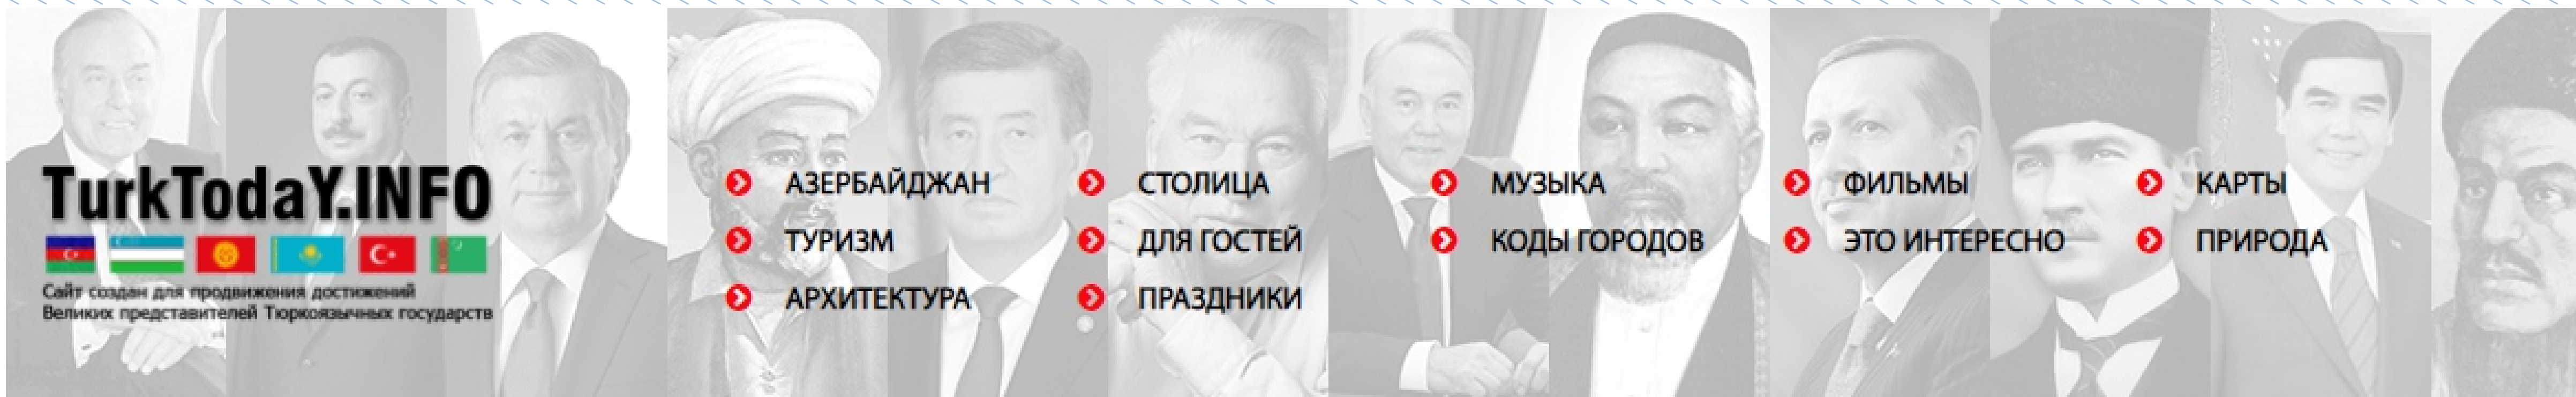 TurkTodaY.INFO
Сайт создан для продвижения достижений
Великих представителей Тюркоязычных государств
АЗЕРБАЙДЖАН
ТУРИЗМ
АРХИТЕКТУРА
СТОЛИЦА
ДЛЯ ГОСТЕЙ
ПРАЗДНИКИ
МУЗЫКА
КОДЫ ГОРОДОВ
ФИЛЬМЫ
ЭТО ИНТЕРЕСНО
КАРТЫ
ПРИРОДА